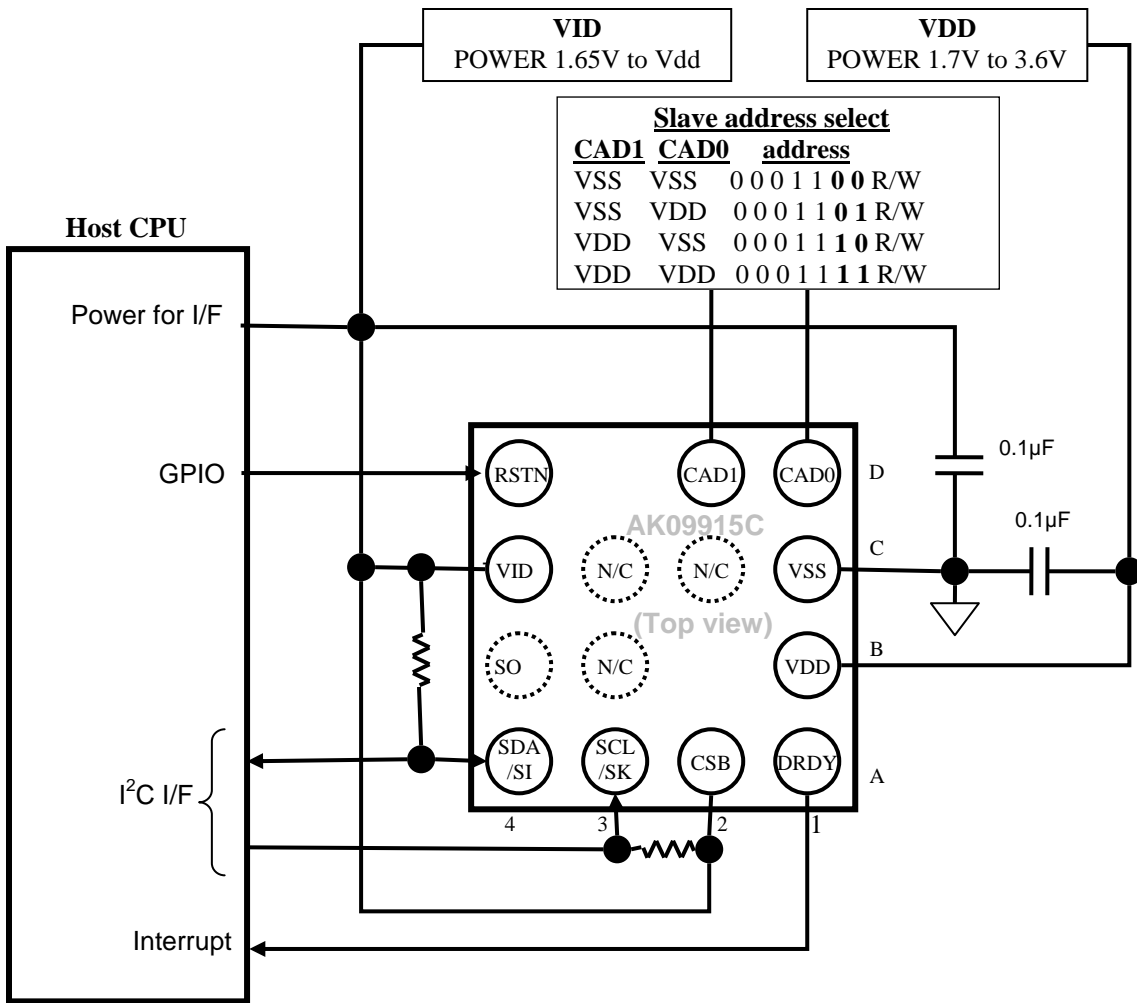 VID
POWER 1.65V to Vdd
VDD
POWER 1.7V to 3.6V
Slave address select
CAD1 CAD0 address
VSS VSS 0 0 0 1 1 0 0 R/W
VSS VDD 0 0 0 1 1 0 1 R/W
VDD VSS 0 0 0 1 1 1 0 R/W
VDD VDD 0 0 0 1 1 1 1 R/W
Host CPU
Power for I/F
GPIO
I²C I/F
Interrupt
RSTN
CAD1
CAD0
D
AK09915C
VID
N/C
N/C
VSS
C
(Top view)
SO
N/C
VDD
B
SDA
/SI
SCL
/SK
CSB
DRDY
A
4
3
2
1
0.1µF
0.1µF